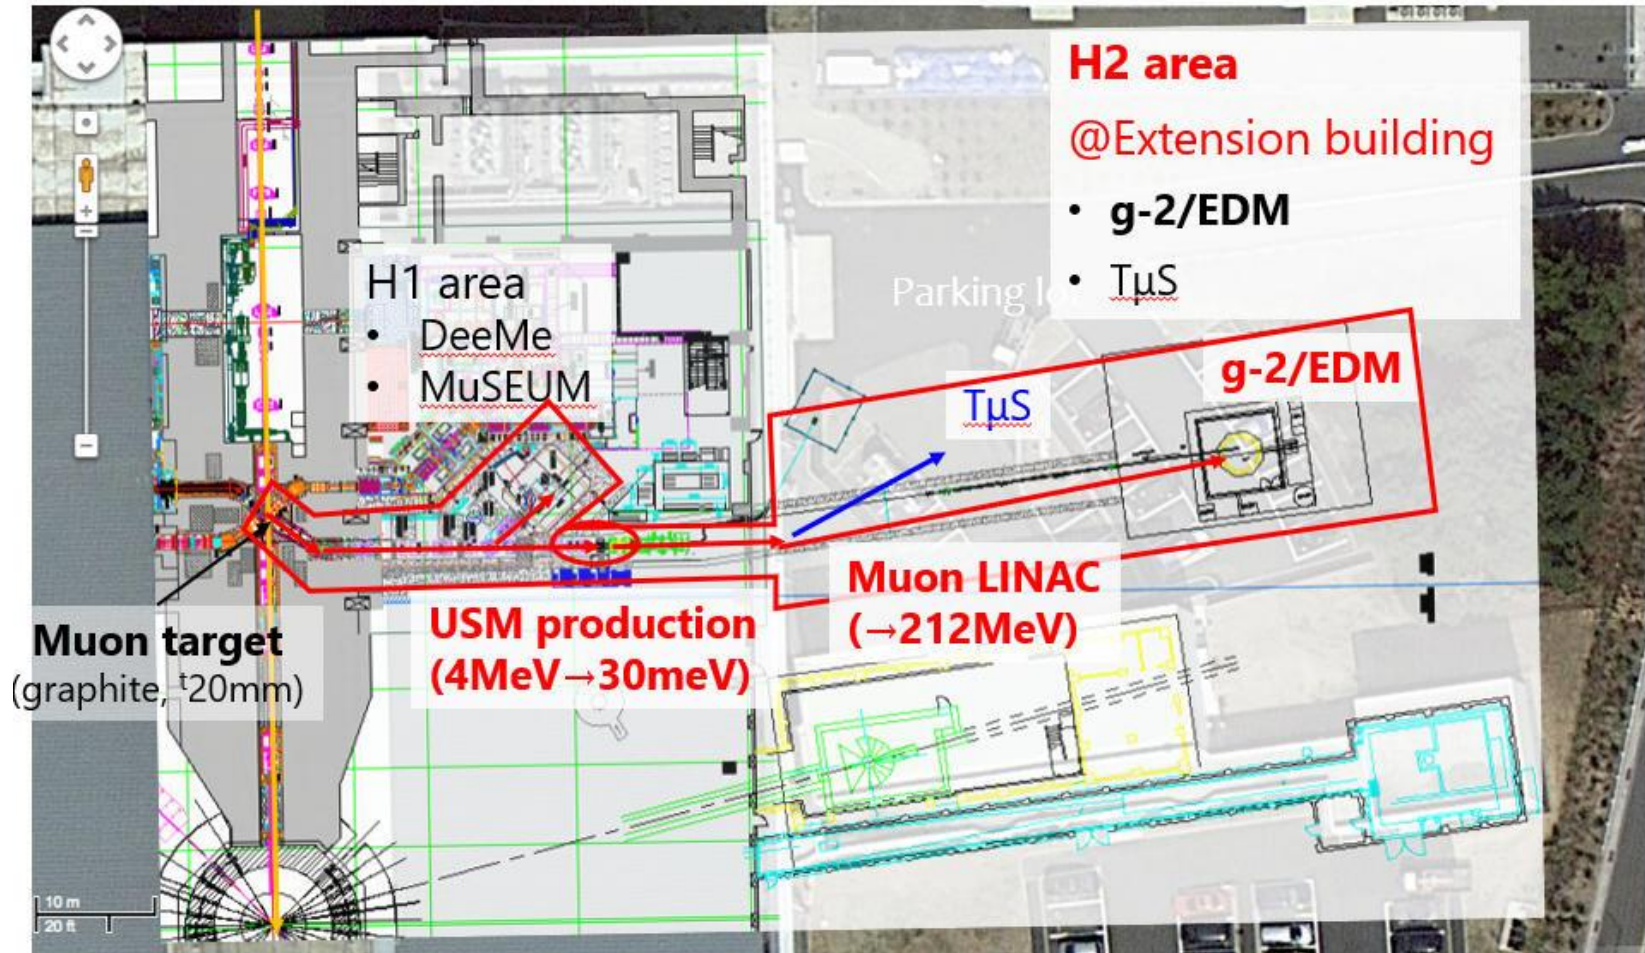 H2 area
@Extension building
• g-2/EDM
• TµS
H1 area
• DeeMe
• MuSEUM
Parking lo
g-2/EDM
TµS
Muon LINAC
(→212MeV)
USM production
(4MeV→30meV)
Muon target
(graphite, t20mm)
10 m
20 ft